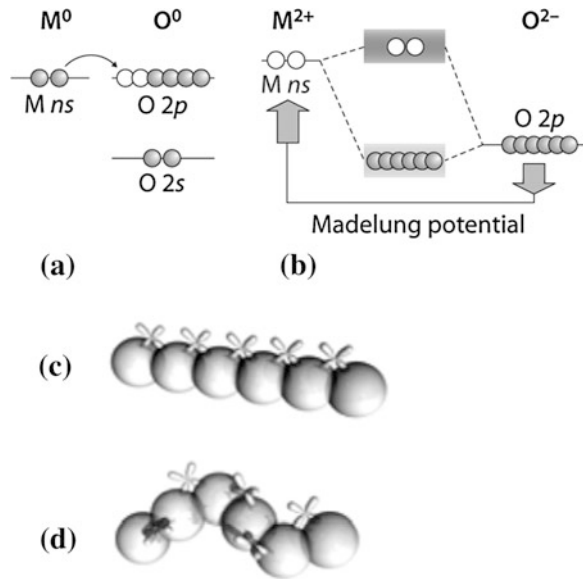 M⁰ O⁰ M²⁺ O²⁻
M ns O 2p M ns O 2p
O 2s
Madelung potential
(a) (b)
(c)
(d)